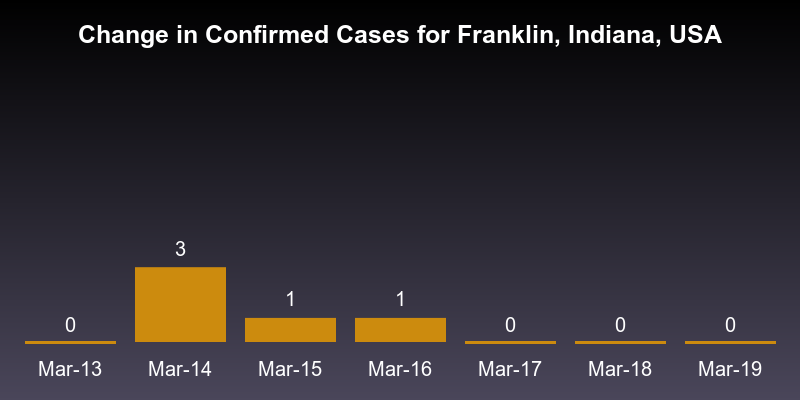 Change in Confirmed Cases for Franklin, Indiana, USA
3
1 1
0 0 0 0
Mar-13 Mar-14 Mar-15 Mar-16 Mar-17 Mar-18 Mar-19